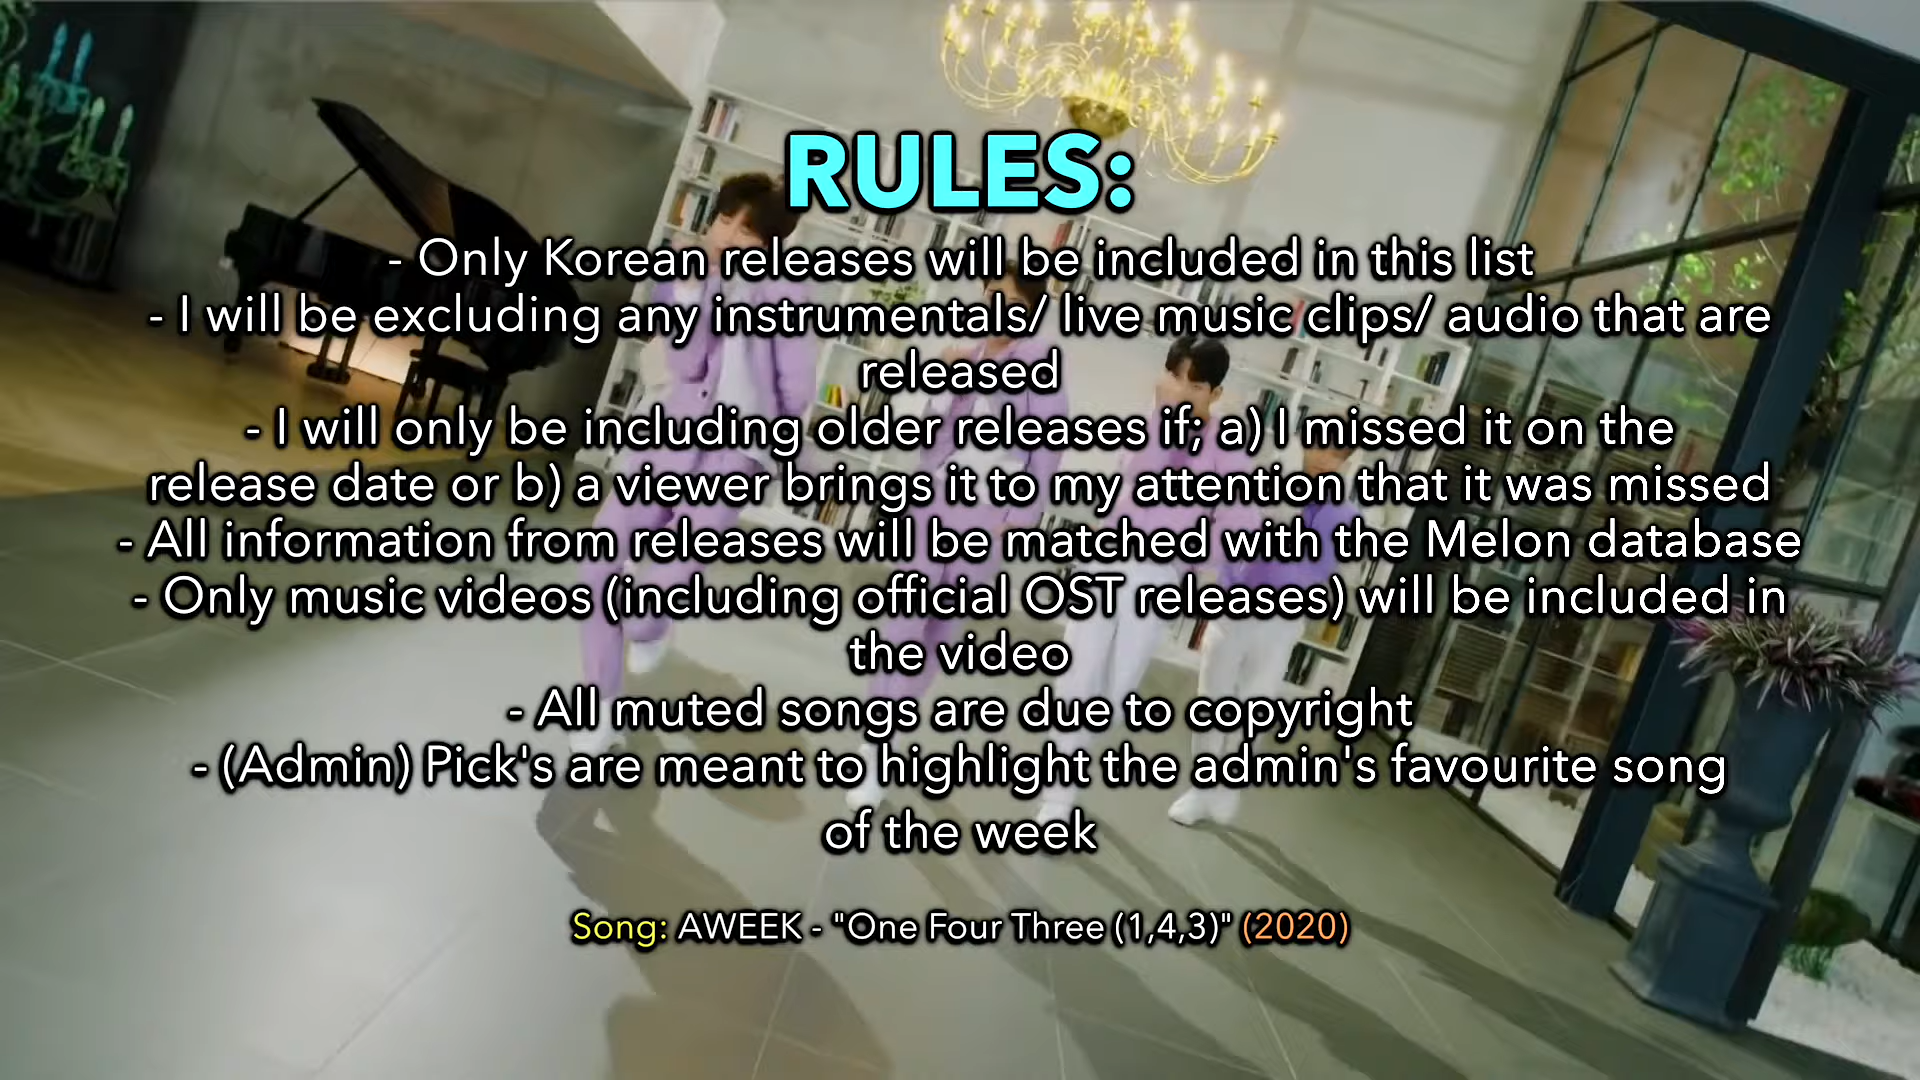 RULES:
- Only Korean releases will be included in this list
- I will be excluding any instrumentals/ live music clips/ audio that are
released
- I will only be including older releases if; a) I missed it on the
release date or b) a viewer brings it to my attention that it was missed
- All information from releases will be matched with the Melon database
- Only music videos (including official OST releases) will be included in
the video
- All muted songs are due to copyright
- (Admin) Pick's are meant to highlight the admin's favourite song
of the week
Song: AWEEK - "One Four Three (1,4,3)" (2020)